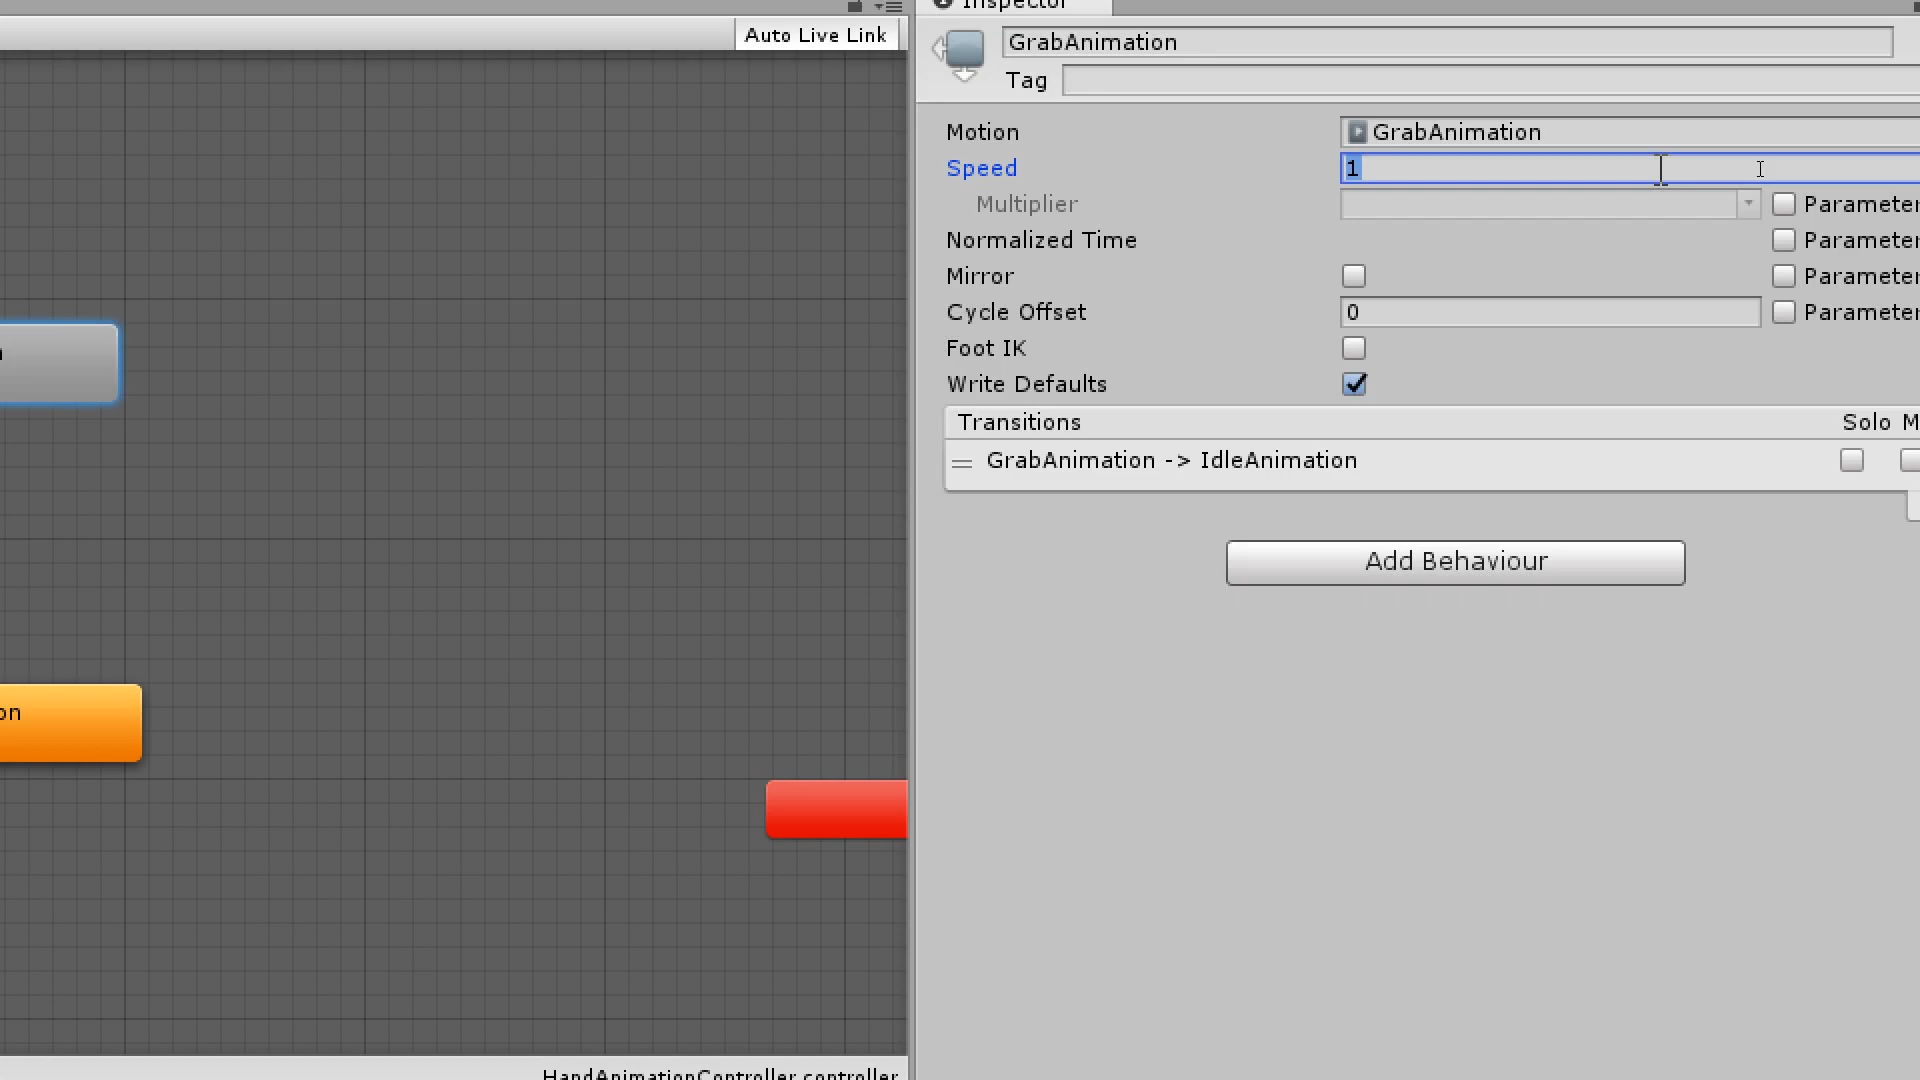 Inspector
Auto Live Link
GrabAnimation
Tag
Motion
GrabAnimation
Speed
1
Multiplier
Parameter
Normalized Time
Parameter
Mirror
Parameter
Cycle Offset
0
Parameter
Foot IK
Write Defaults
Transitions
Solo M
GrabAnimation -> IdleAnimation
Add Behaviour
on
HandAnimationController.controller